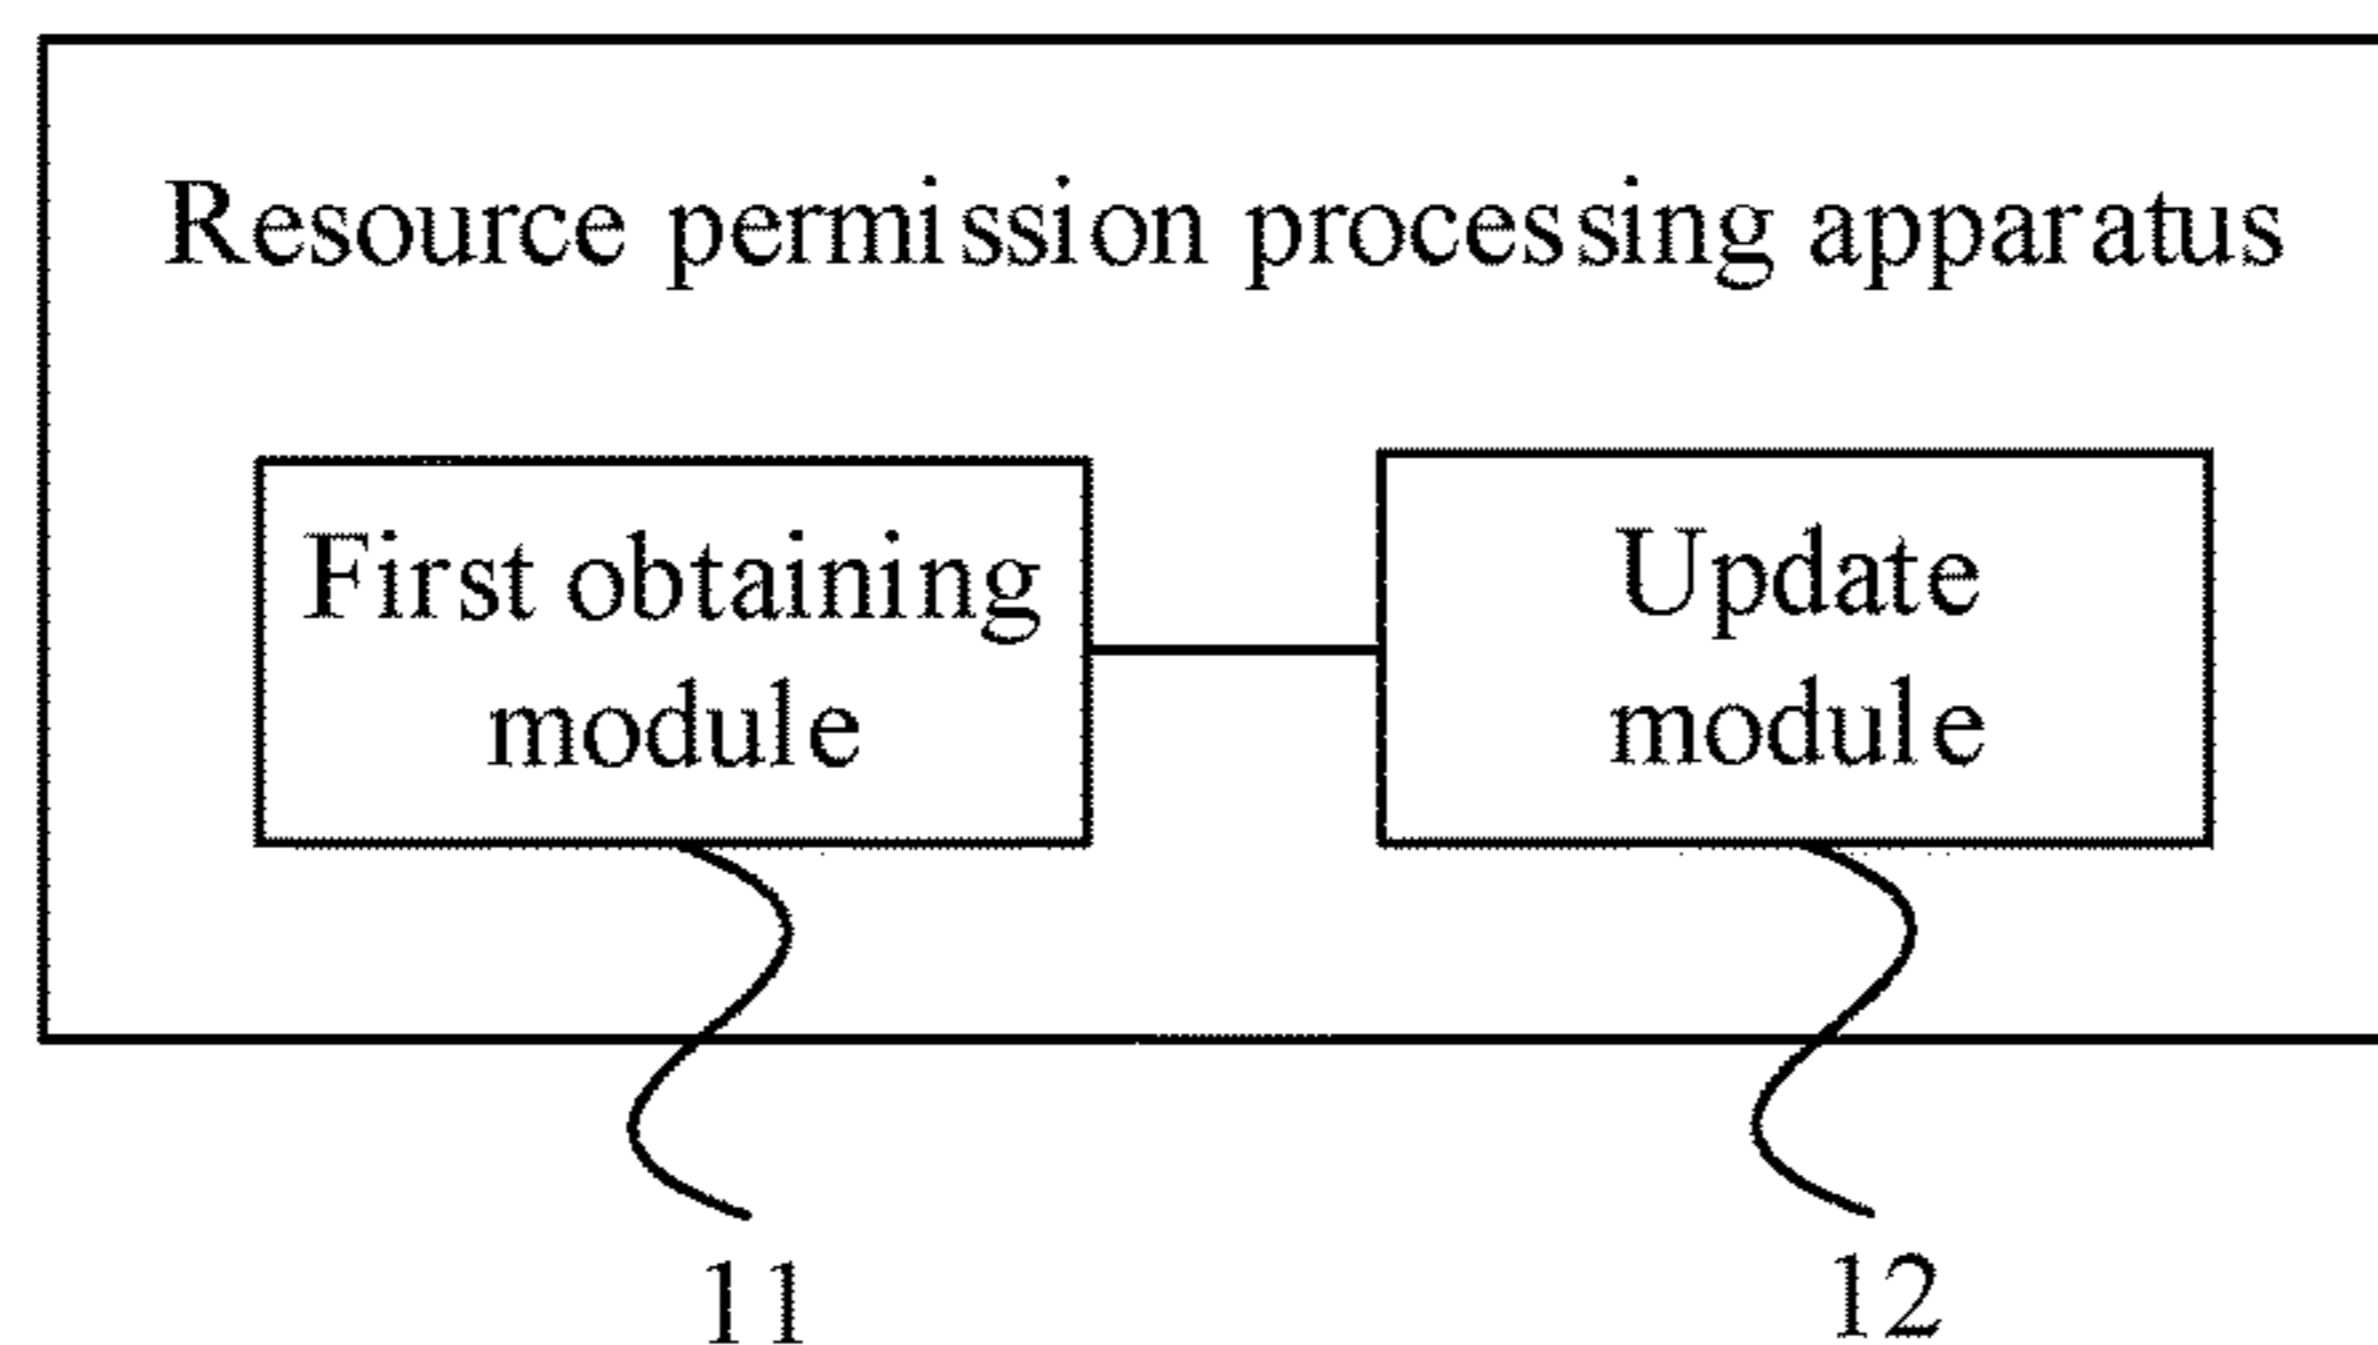 Resource permission processing apparatus
First obtaining
module
Update
module
11
12